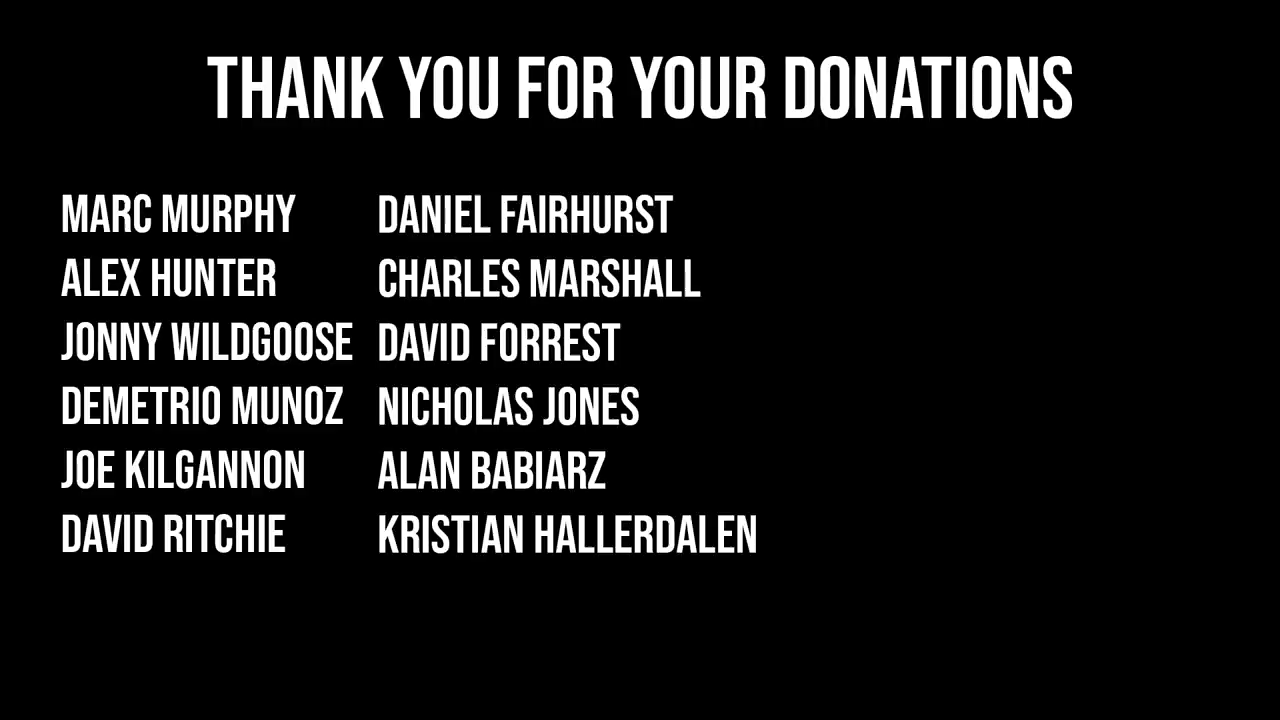 THANK YOU FOR YOUR DONATIONS
MARC MURPHY
ALEX HUNTER
JONNY WILDGOOSE
DEMETRIO MUNOZ
JOE KILGANNON
DAVID RITCHIE
DANIEL FAIRHURST
CHARLES MARSHALL
DAVID FORREST
NICHOLAS JONES
ALAN BABIARZ
KRISTIAN HALLERDALEN